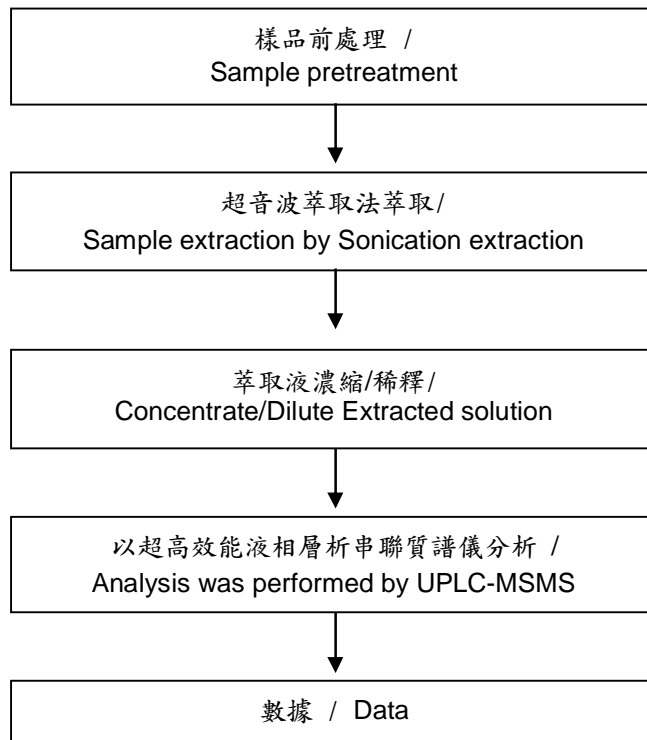 樣品前處理 /
Sample pretreatment
超音波萃取法萃取/
Sample extraction by Sonication extraction
萃取液濃縮/稀釋/
Concentrate/Dilute Extracted solution
以超高效能液相層析串聯質譜儀分析 /
Analysis was performed by UPLC-MSMS
數據 / Data